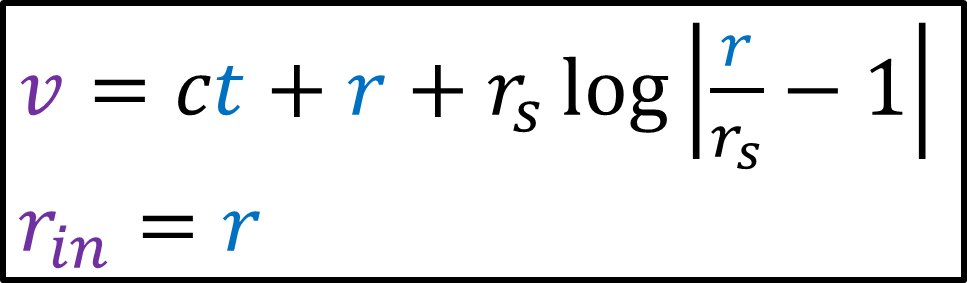 v = ct + r + r_s log |r/r_s − 1|
r_in = r